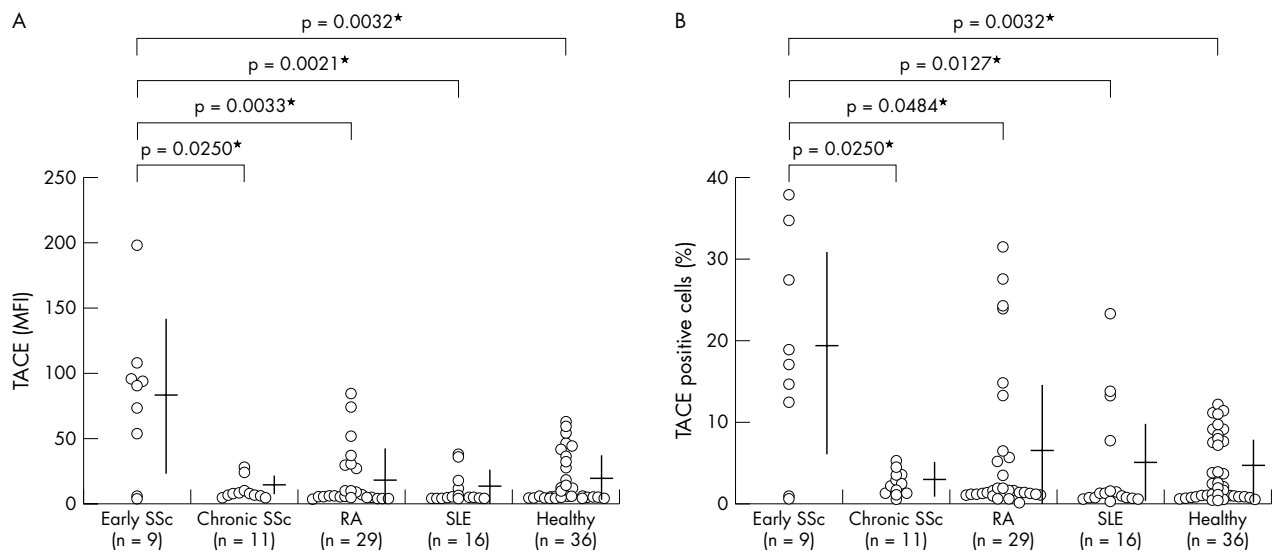 A
p = 0.0032★
p = 0.0021★
p = 0.0033★
p = 0.0250★
250
200
150
100
50
0
TACE (MFI)
Early SSc
(n = 9)
Chronic SSc
(n = 11)
RA
(n = 29)
SLE
(n = 16)
Healthy
(n = 36)
B
p = 0.0032★
p = 0.0127★
p = 0.0484★
p = 0.0250★
40
30
20
10
0
TACE positive cells (%)
Early SSc
(n = 9)
Chronic SSc
(n = 11)
RA
(n = 29)
SLE
(n = 16)
Healthy
(n = 36)